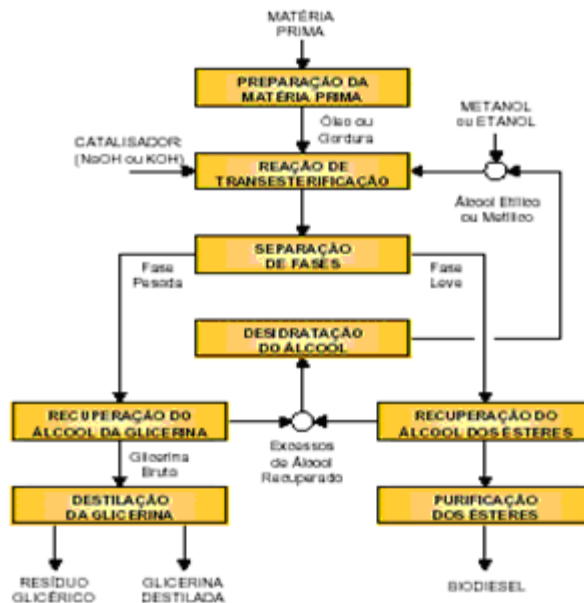 MATÉRIA
PRIMA
PREPARAÇÃO DA
MATÉRIA PRIMA
Óleo ou
Gordura
METANOL
ou ETANOL
CATALISADOR:
(NaOH ou KOH)
REAÇÃO DE
TRANSESTERIFICAÇÃO
Álcool Etílico
ou Metílico
SEPARAÇÃO
DE FASES
Fase
Pesada
Fase
Leve
DESIDRATAÇÃO
DO ÁLCOOL
RECUPERAÇÃO DO
ÁLCOOL DA GLICERINA
RECUPERAÇÃO DO
ÁLCOOL DOS ÉSTERES
Excessos
de Álcool
Recuperado
Glicerina
Bruta
DESTILAÇÃO
DA GLICERINA
PURIFICAÇÃO
DOS ÉSTERES
RESÍDUO
GLICÉRICO
GLICERINA
DESTILADA
BIODIESEL